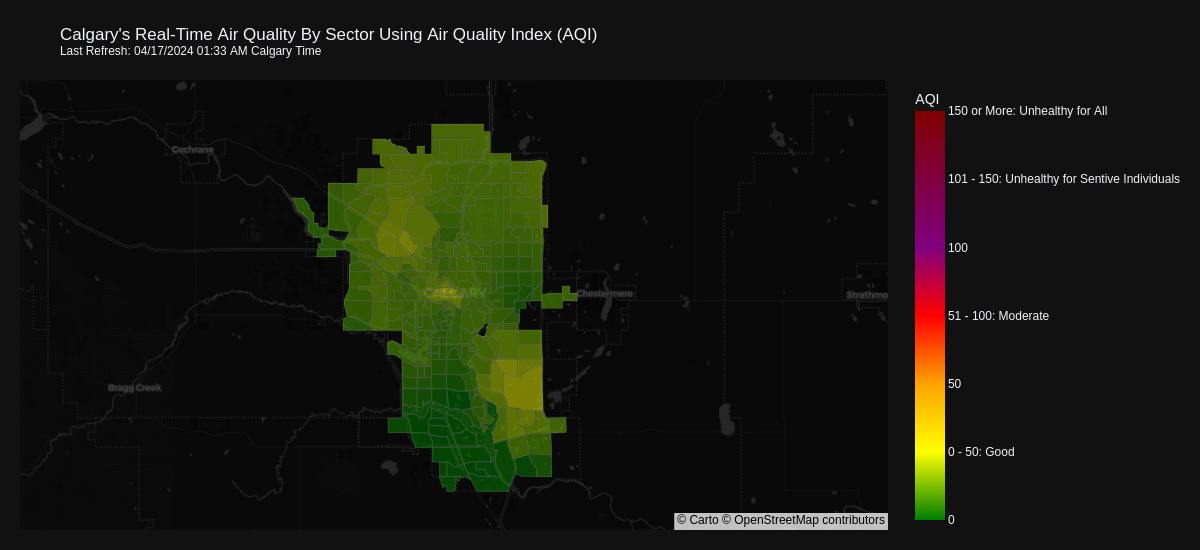 Calgary's Real-Time Air Quality By Sector Using Air Quality Index (AQI)
Last Refresh: 04/17/2024 01:33 AM Calgary Time
AQI
150 or More: Unhealthy for All
Cochrane
101 - 150: Unhealthy for Sentive Individuals
100
CALGARY
Chestermere
Strathmo
51 - 100: Moderate
50
Bragg Creek
0 - 50: Good
0
© Carto © OpenStreetMap contributors